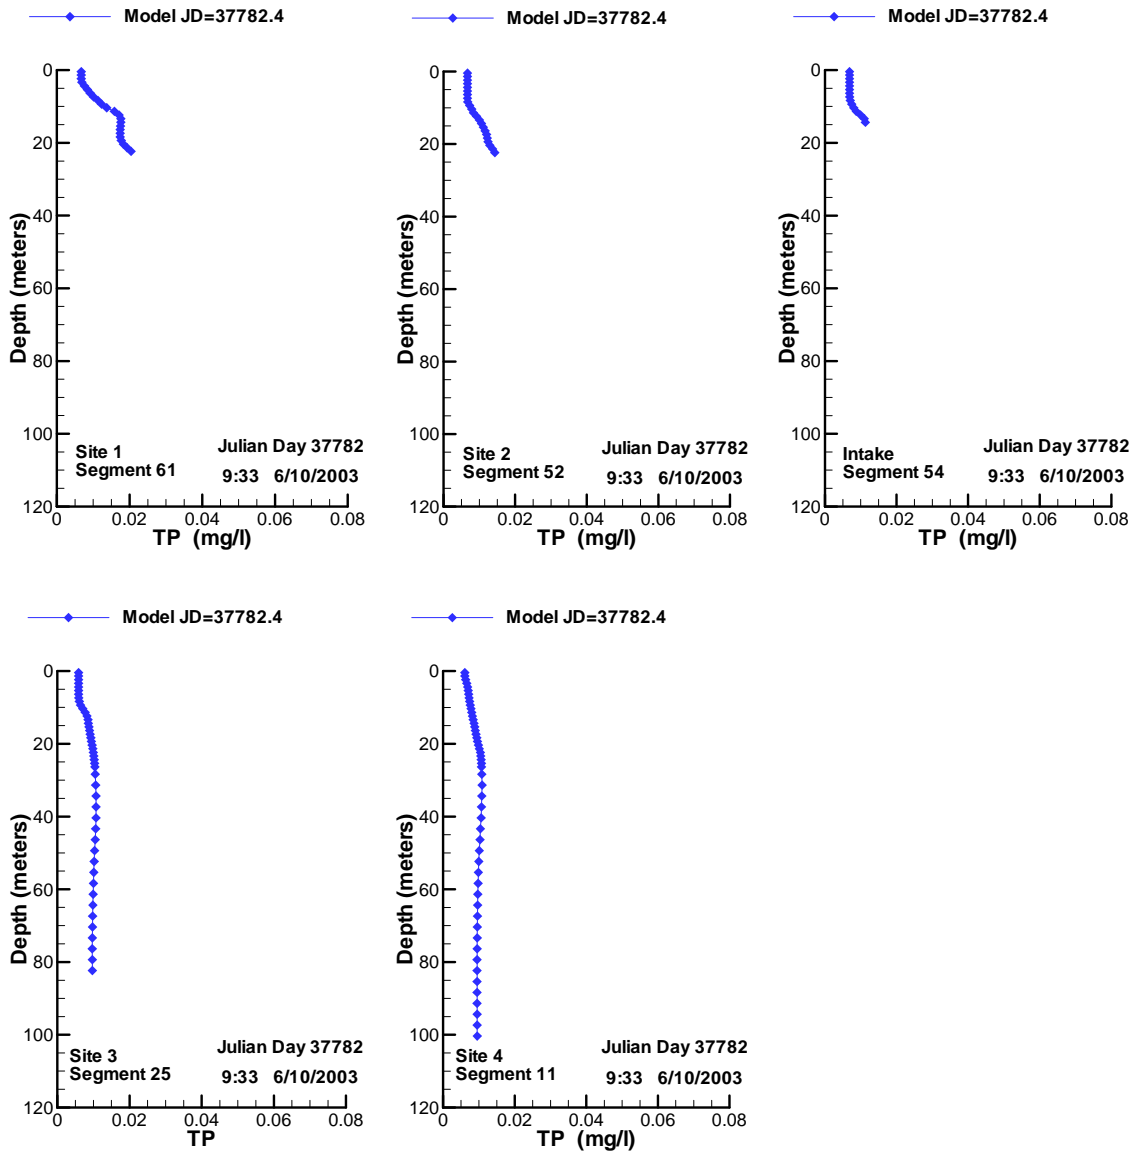 Model JD=37782.4
0
20
40
60
80
100
120
Depth (meters)
Site 1
Segment 61
Julian Day 37782
9:33 6/10/2003
0 0.02 0.04 0.06 0.08
TP (mg/l)
Model JD=37782.4
0
20
40
60
80
100
120
Depth (meters)
Site 2
Segment 52
Julian Day 37782
9:33 6/10/2003
0 0.02 0.04 0.06 0.08
TP (mg/l)
Model JD=37782.4
0
20
40
60
80
100
120
Depth (meters)
Intake
Segment 54
Julian Day 37782
9:33 6/10/2003
0 0.02 0.04 0.06 0.08
TP (mg/l)
Model JD=37782.4
0
20
40
60
80
100
120
Depth (meters)
Site 3
Segment 25
Julian Day 37782
9:33 6/10/2003
0 0.02 0.04 0.06 0.08
TP
Model JD=37782.4
0
20
40
60
80
100
120
Depth (meters)
Site 4
Segment 11
Julian Day 37782
9:33 6/10/2003
0 0.02 0.04 0.06 0.08
TP (mg/l)